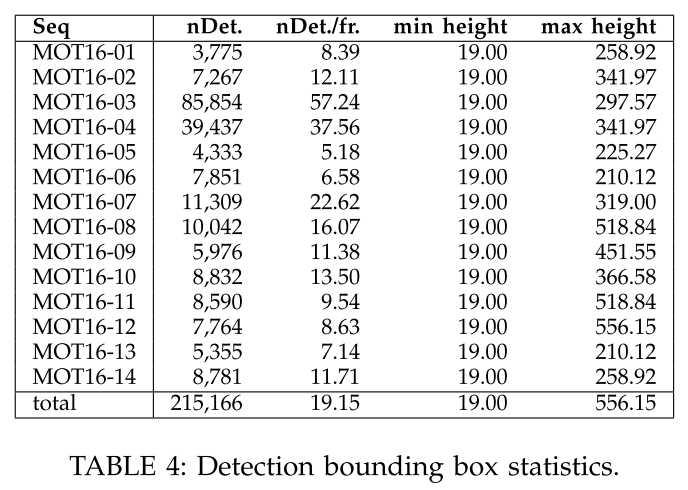 Seq nDet. nDet./fr. min height max height
MOT16-01 3,775 8.39 19.00 258.92
MOT16-02 7,267 12.11 19.00 341.97
MOT16-03 85,854 57.24 19.00 297.57
MOT16-04 39,437 37.56 19.00 341.97
MOT16-05 4,333 5.18 19.00 225.27
MOT16-06 7,851 6.58 19.00 210.12
MOT16-07 11,309 22.62 19.00 319.00
MOT16-08 10,042 16.07 19.00 518.84
MOT16-09 5,976 11.38 19.00 451.55
MOT16-10 8,832 13.50 19.00 366.58
MOT16-11 8,590 9.54 19.00 518.84
MOT16-12 7,764 8.63 19.00 556.15
MOT16-13 5,355 7.14 19.00 210.12
MOT16-14 8,781 11.71 19.00 258.92
total 215,166 19.15 19.00 556.15
TABLE 4: Detection bounding box statistics.